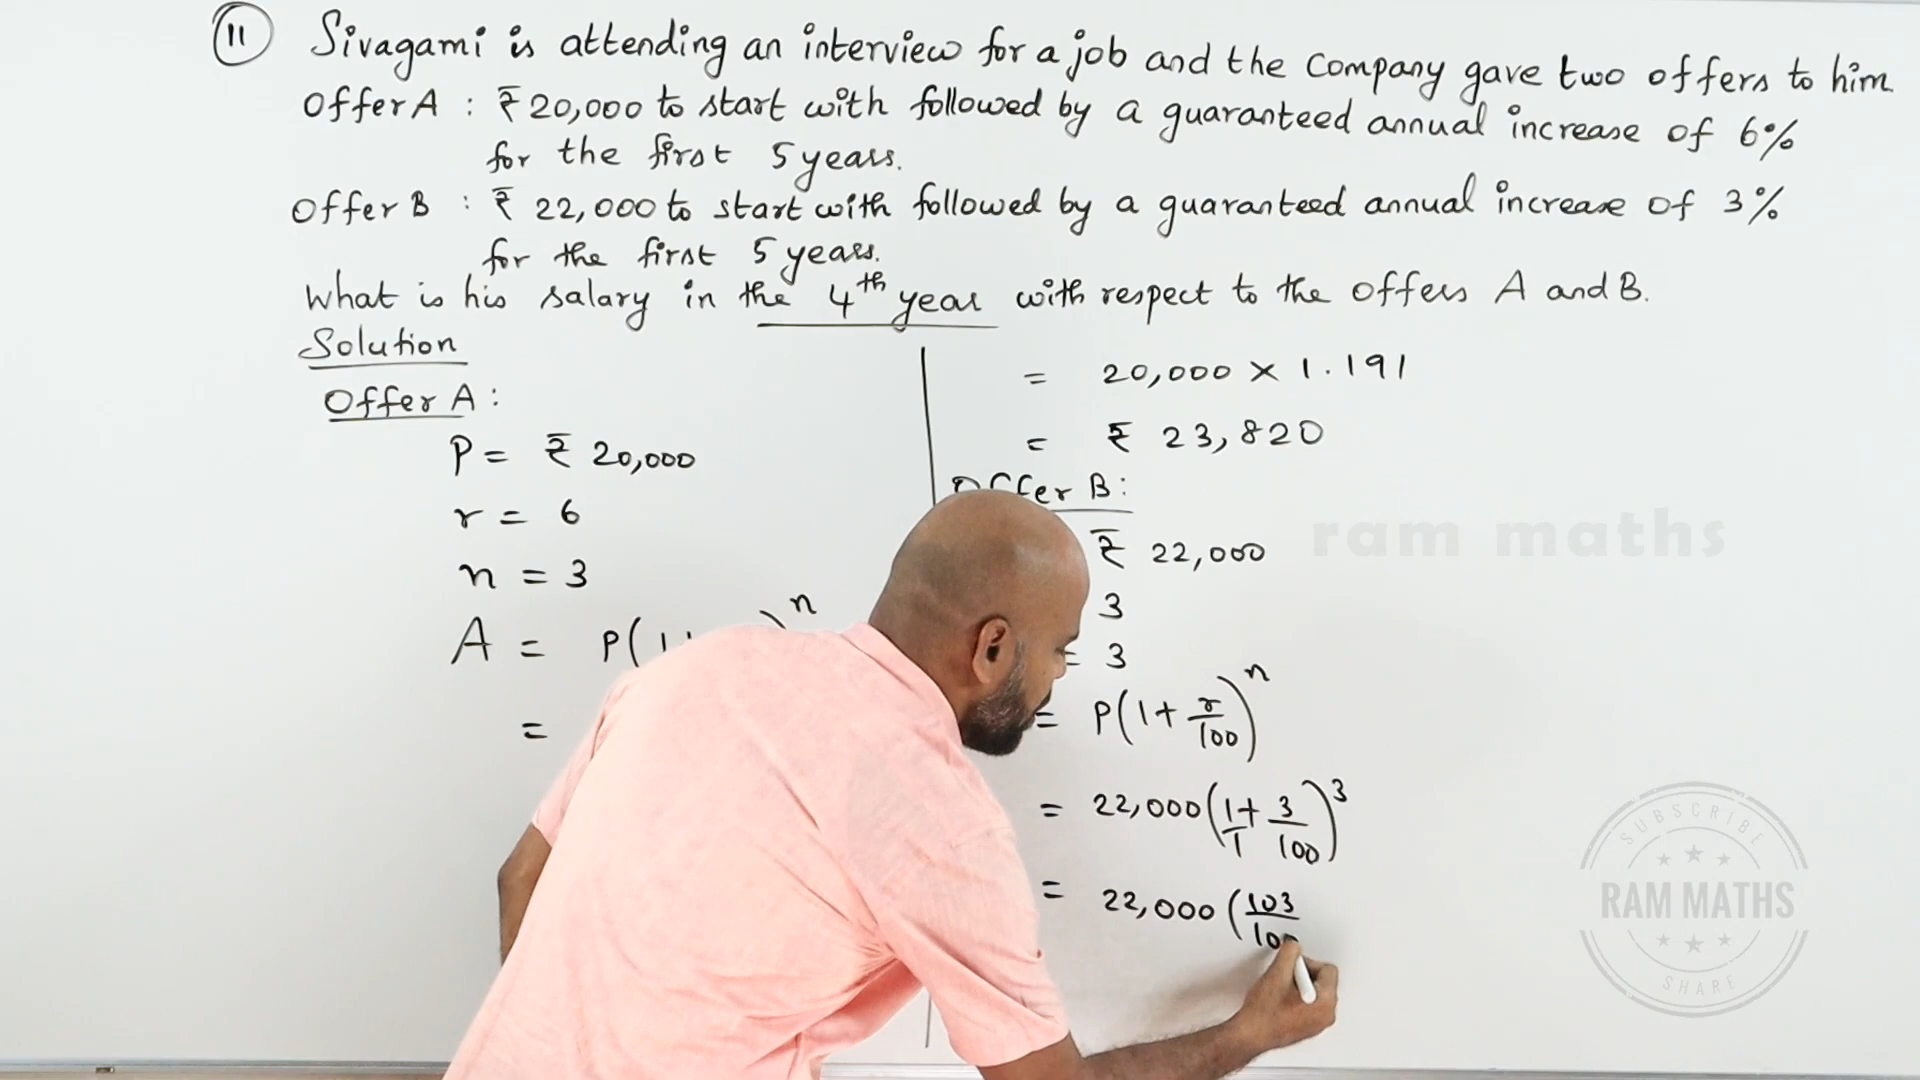 11 Sivagami is attending an interview for a job and the Company gave two offers to him
Offer A : ₹ 20,000 to start with followed by a guaranteed annual increase of 6%
for the first 5 years.
Offer B : ₹ 22,000 to start with followed by a guaranteed annual increase of 3%
for the first 5 years.
What is his salary in the 4th year with respect to the offers A and B.
Solution
Offer A :
P = ₹ 20,000
r = 6
n = 3
A = P(1+ )n
=
= 20,000 × 1.191
= ₹ 23,820
Offer B :
₹ 22,000
3
= 3
= P(1 + r/100)n
= 22,000(1/1 + 3/100)3
= 22,000 (103/100
ram maths
SUBSCRIBE
RAM MATHS
SHARE